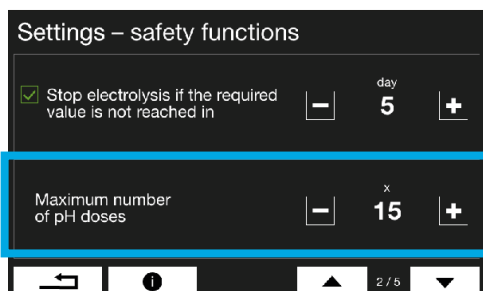 Settings – safety functions
Stop electrolysis if the required
value is not reached in
day
5
Maximum number
of pH doses
x
15
2/5